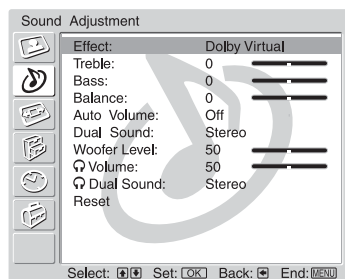 Sound Adjustment
Effect: Dolby Virtual
Treble: 0
Bass: 0
Balance: 0
Auto Volume: Off
Dual Sound: Stereo
Woofer Level: 50
Volume: 50
Dual Sound: Stereo
Reset
Select: Set: OK Back: End: MENU